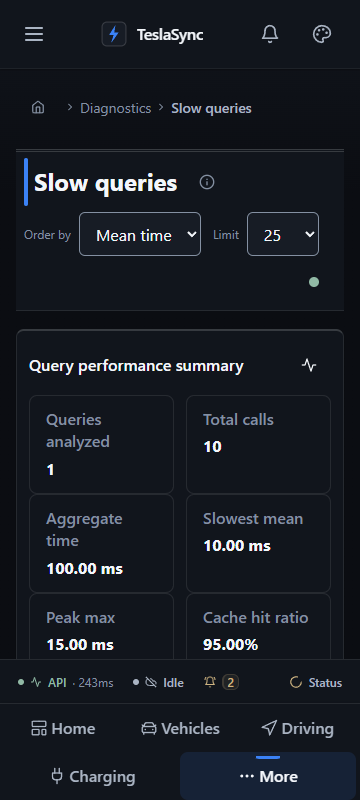 TeslaSync
Diagnostics
Slow queries
Slow queries
Order by
Mean time
Limit
25
Query performance summary
Queries
analyzed
1
Total calls
10
Aggregate
time
100.00 ms
Slowest mean
10.00 ms
Peak max
15.00 ms
Cache hit ratio
95.00%
API · 243ms
Idle
2
Status
Home
Vehicles
Driving
Charging
More